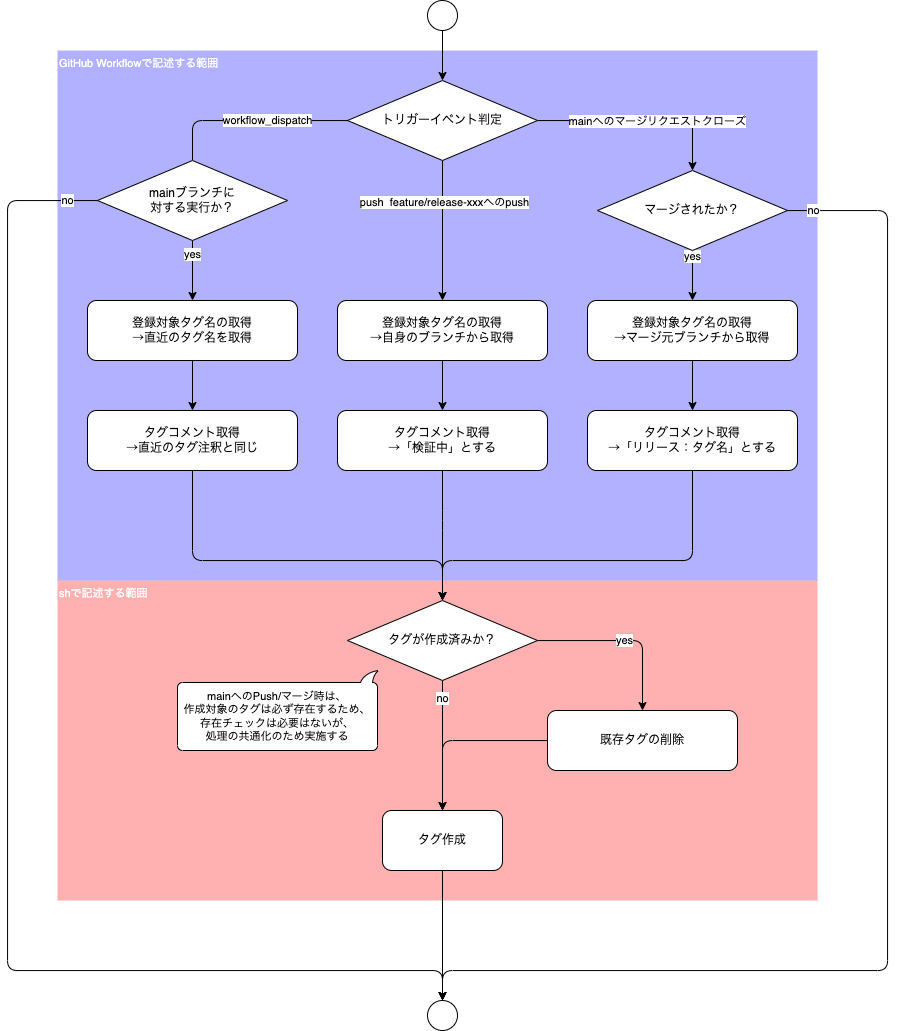 GitHub Workflowで記述する範囲
トリガーイベント判定
workflow_dispatch
mainへのマージリクエストクローズ
mainブランチに
対する実行か？
no
yes
push feature/release-xxxへのpush
マージされたか？
no
yes
登録対象タグ名の取得
→直近のタグ名を取得
登録対象タグ名の取得
→自身のブランチから取得
登録対象タグ名の取得
→マージ元ブランチから取得
タグコメント取得
→直近のタグ注釈と同じ
タグコメント取得
→「検証中」とする
タグコメント取得
→「リリース：タグ名」とする
shで記述する範囲
タグが作成済みか？
yes
no
mainへのPush/マージ時は、
作成対象のタグは必ず存在するため、
存在チェックは必要はないが、
処理の共通化のため実施する
既存タグの削除
タグ作成